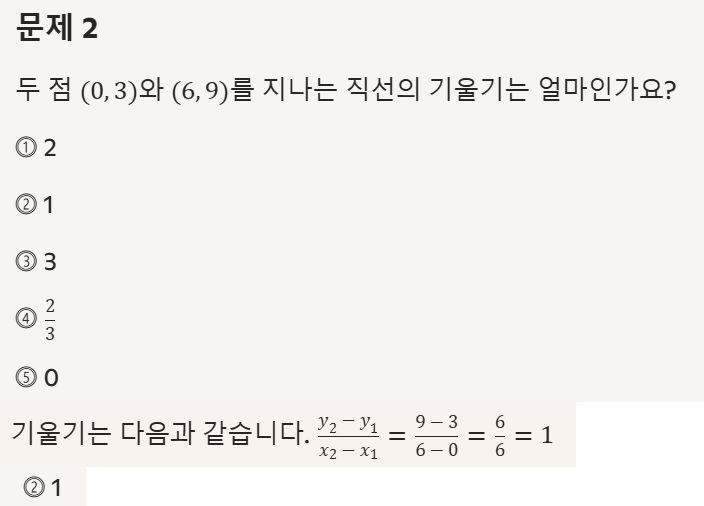 문제 2
두 점 (0, 3)와 (6, 9)를 지나는 직선의 기울기는 얼마인가요?
① 2
② 1
③ 3
④ 2/3
⑤ 0
기울기는 다음과 같습니다. (y₂ − y₁)/(x₂ − x₁) = (9 − 3)/(6 − 0) = 6/6 = 1
② 1